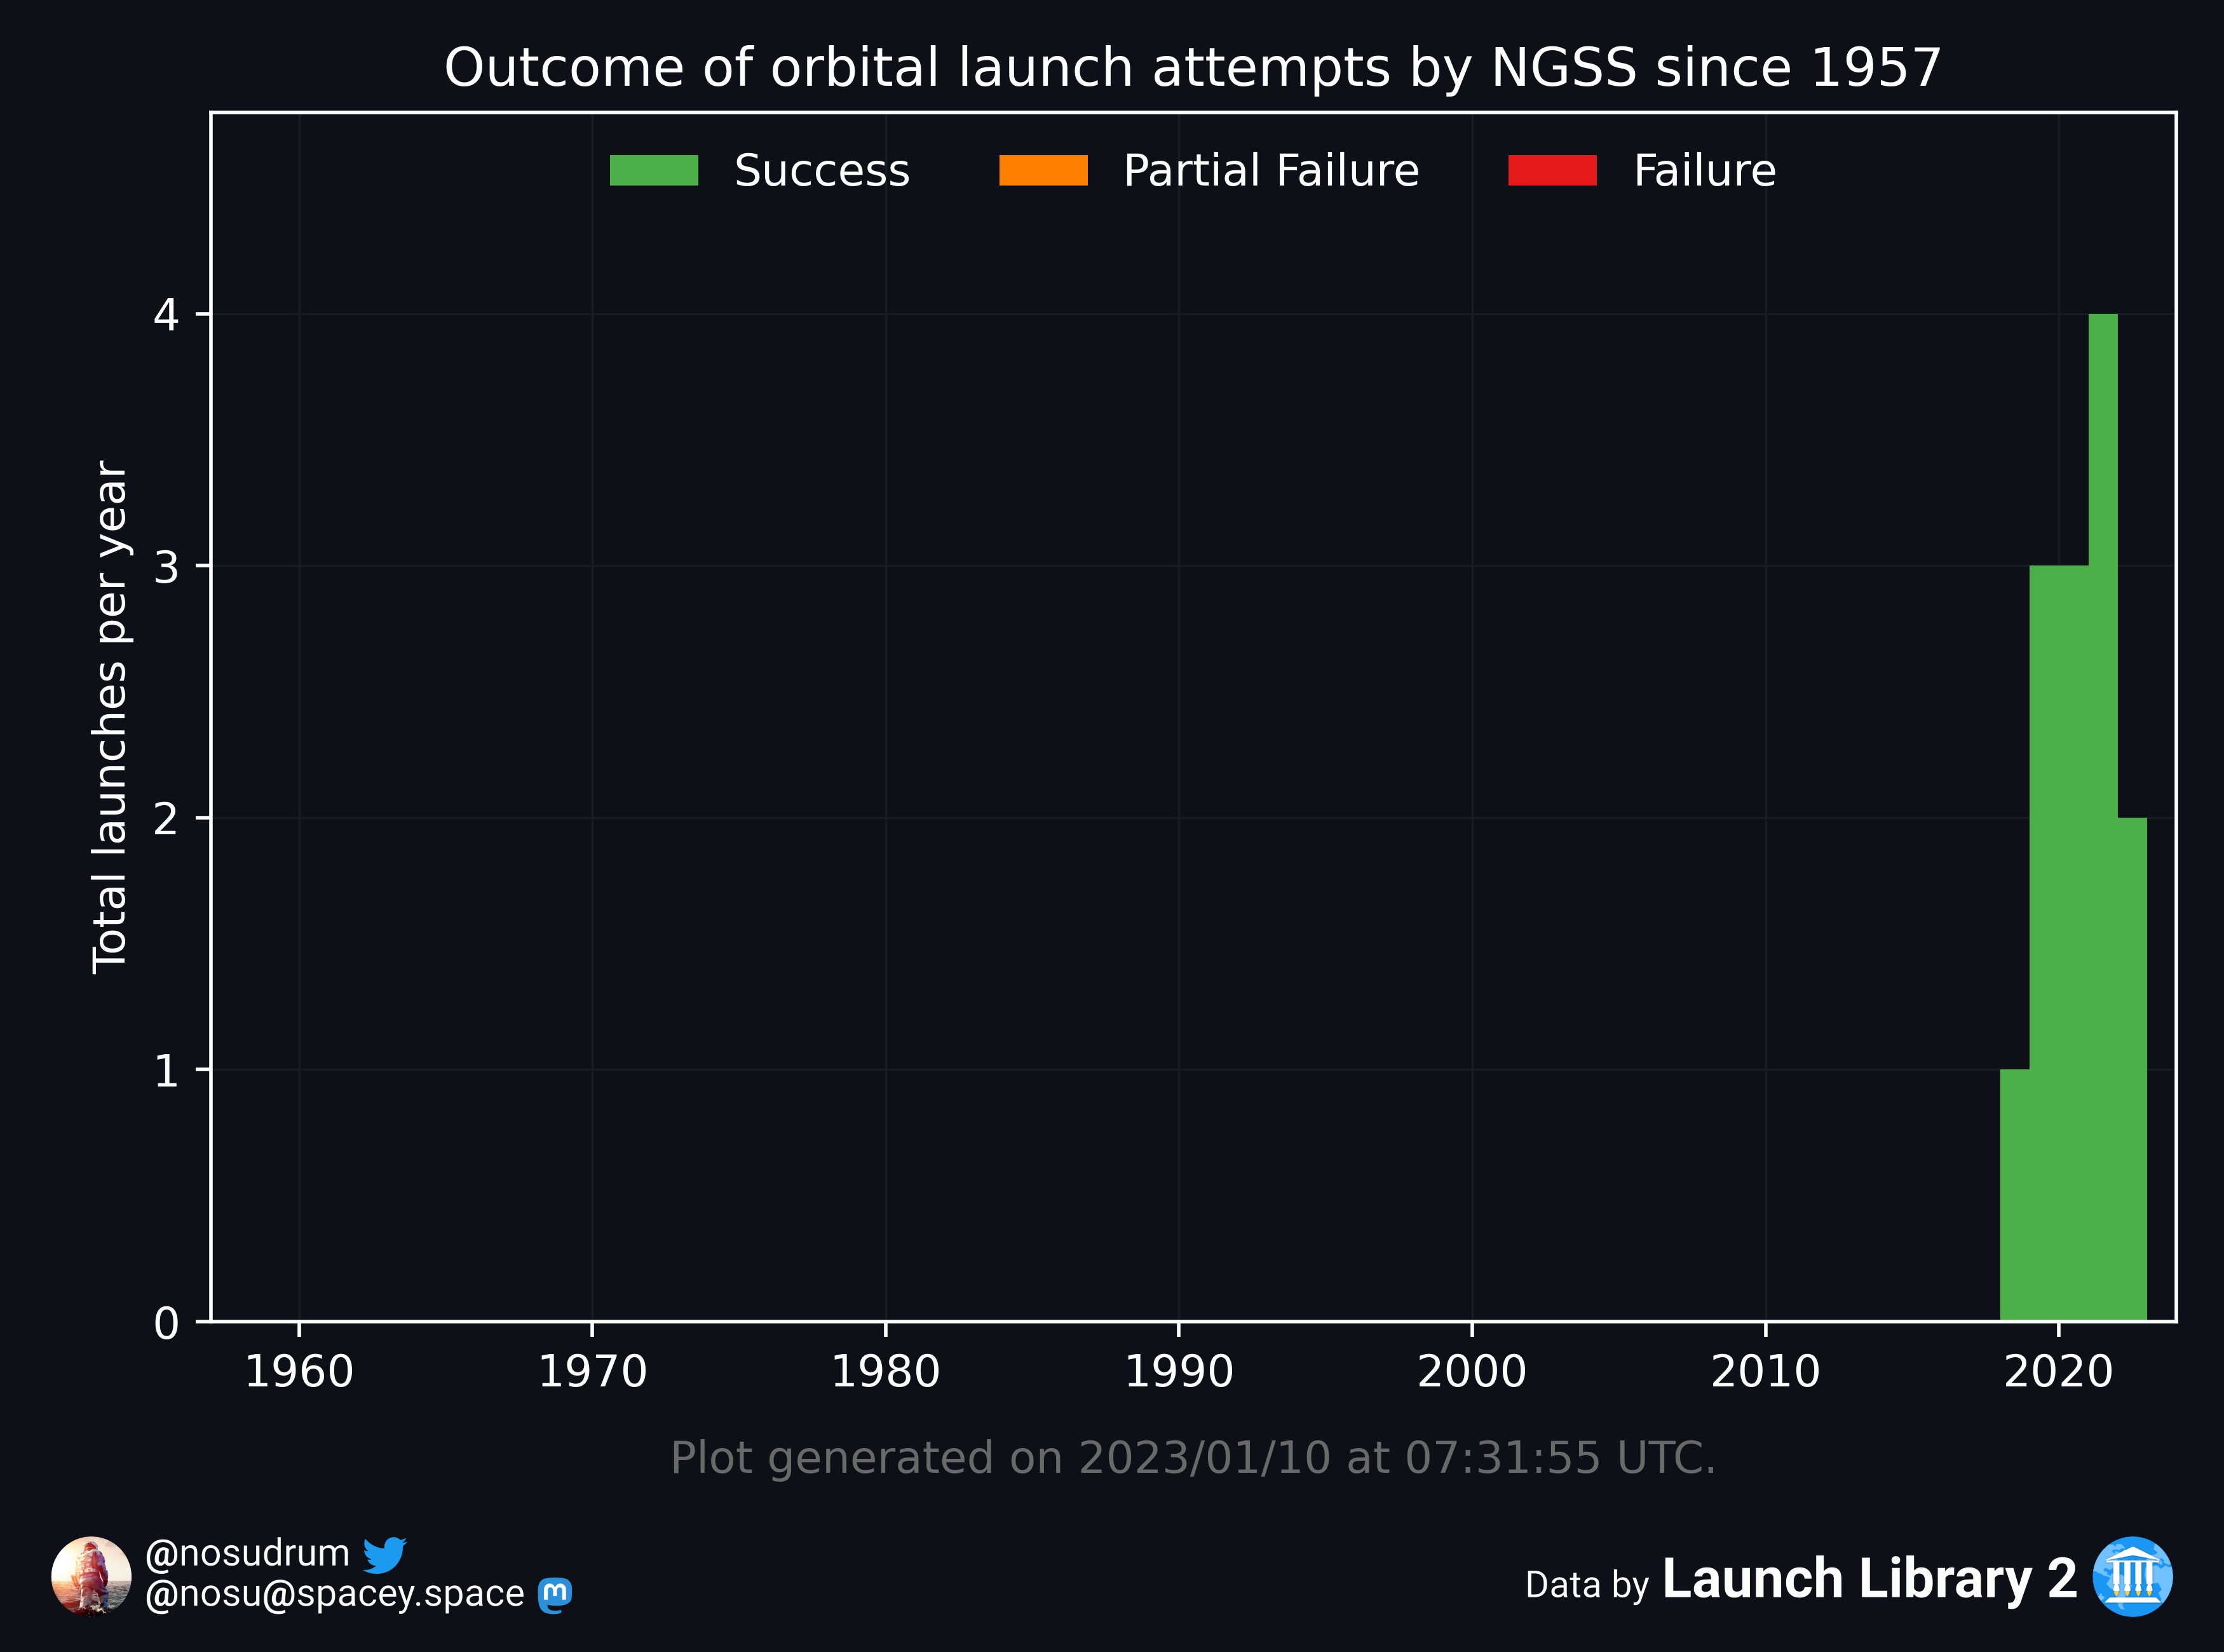 Outcome of orbital launch attempts by NGSS since 1957
Success Partial Failure Failure
Total launches per year
4
3
2
1
0
1960 1970 1980 1990 2000 2010 2020
Plot generated on 2023/01/10 at 07:31:55 UTC.
@nosudrum
@nosu@spacey.space
Data by Launch Library 2